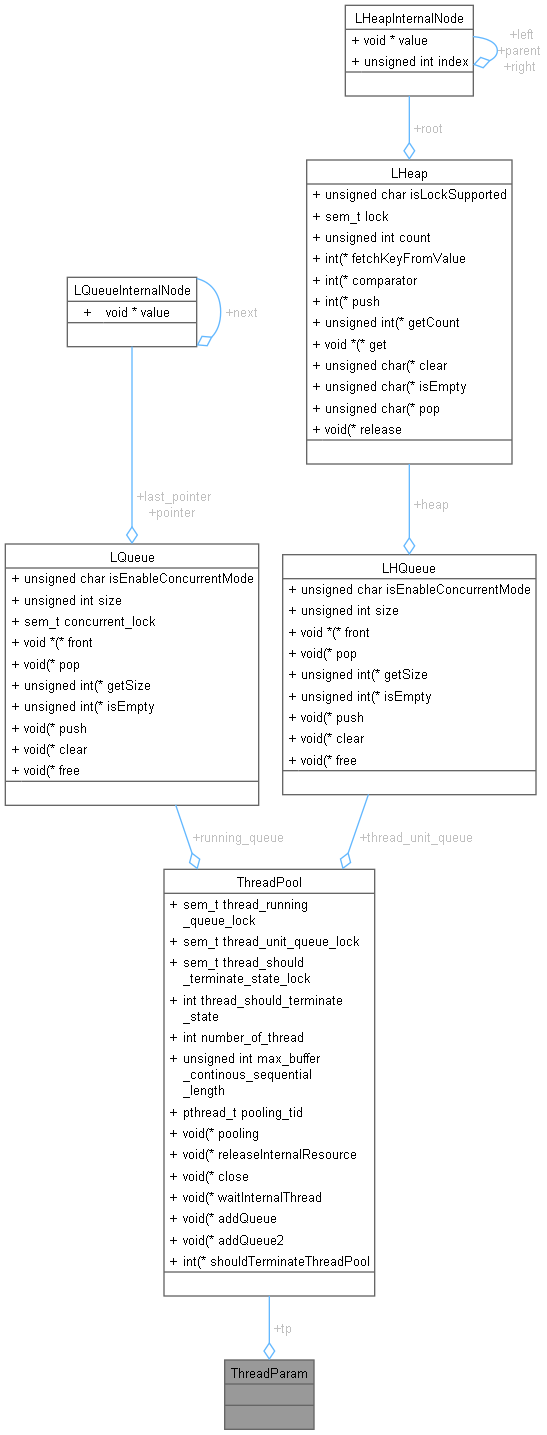 LHeapInternalNode
+ void * value
+ unsigned int index
+left
+parent
+right
+root
LHeap
+ unsigned char isLockSupported
+ sem_t lock
+ unsigned int count
+ int(* fetchKeyFromValue
+ int(* comparator
+ int(* push
+ unsigned int(* getCount
+ void *(* get
+ unsigned char(* clear
+ unsigned char(* isEmpty
+ unsigned char(* pop
+ void(* release
LQueueInternalNode
+ void * value
+next
+last_pointer
+pointer
+heap
LQueue
+ unsigned char isEnableConcurrentMode
+ unsigned int size
+ sem_t concurrent_lock
+ void *(* front
+ void(* pop
+ unsigned int(* getSize
+ unsigned int(* isEmpty
+ void(* push
+ void(* clear
+ void(* free
LHQueue
+ unsigned char isEnableConcurrentMode
+ unsigned int size
+ void *(* front
+ void(* pop
+ unsigned int(* getSize
+ unsigned int(* isEmpty
+ void(* push
+ void(* clear
+ void(* free
+running_queue
+thread_unit_queue
ThreadPool
+ sem_t thread_running
_queue_lock
+ sem_t thread_unit_queue_lock
+ sem_t thread_should
_terminate_state_lock
+ int thread_should_terminate
_state
+ int number_of_thread
+ unsigned int max_buffer
_continous_sequential
_length
+ pthread_t pooling_tid
+ void(* pooling
+ void(* releaseInternalResource
+ void(* close
+ void(* waitInternalThread
+ void(* addQueue
+ void(* addQueue2
+ int(* shouldTerminateThreadPool
+tp
ThreadParam